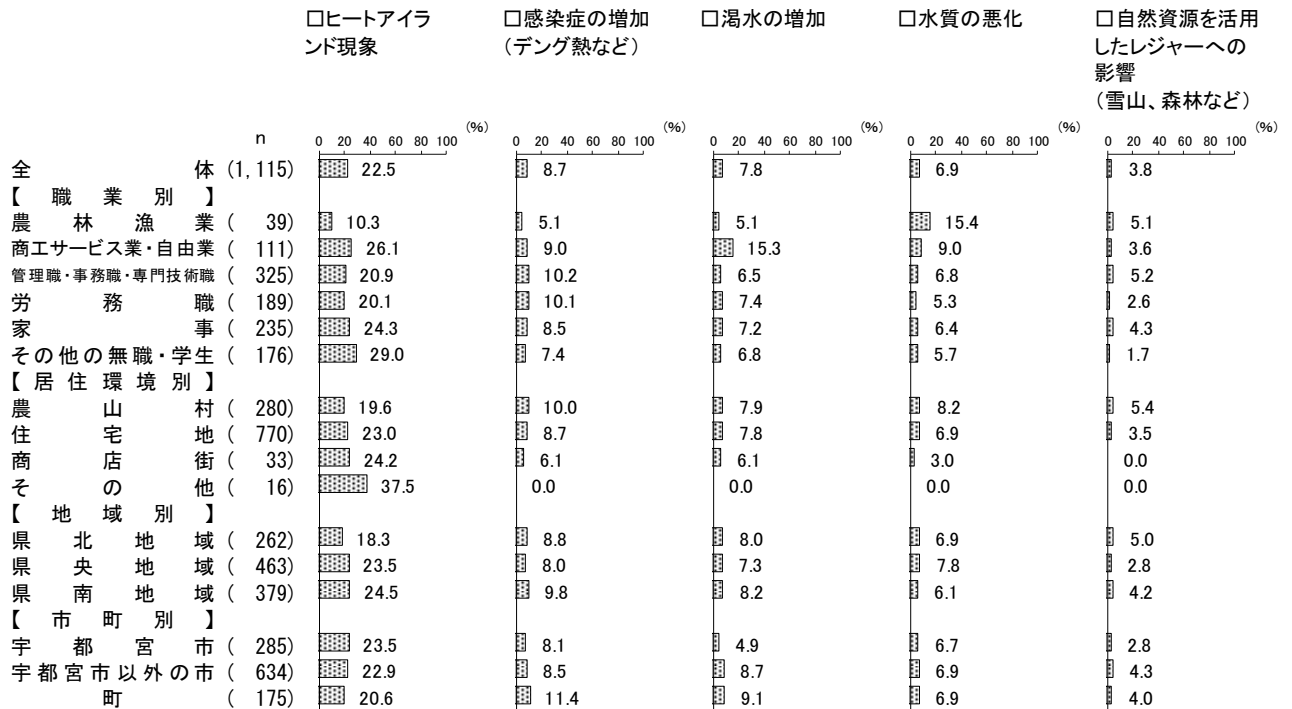 □ヒートアイランド現象 □感染症の増加(デング熱など) □渇水の増加 □水質の悪化 □自然資源を活用したレジャーへの影響(雪山、森林など)
n 0 20 40 60 80 100 (%) 0 20 40 60 80 100 (%) 0 20 40 60 80 100 (%) 0 20 40 60 80 100 (%) 0 20 40 60 80 100 (%)
全体 (1,115) 22.5 8.7 7.8 6.9 3.8
【職業別】
農林漁業 ( 39) 10.3 5.1 5.1 15.4 5.1
商工サービス業・自由業 ( 111) 26.1 9.0 15.3 9.0 3.6
管理職・事務職・専門技術職 ( 325) 20.9 10.2 6.5 6.8 5.2
労務職 ( 189) 20.1 10.1 7.4 5.3 2.6
家事 ( 235) 24.3 8.5 7.2 6.4 4.3
その他の無職・学生 ( 176) 29.0 7.4 6.8 5.7 1.7
【居住環境別】
農山村 ( 280) 19.6 10.0 7.9 8.2 5.4
住宅地 ( 770) 23.0 8.7 7.8 6.9 3.5
商店街 ( 33) 24.2 6.1 6.1 3.0 0.0
その他 ( 16) 37.5 0.0 0.0 0.0 0.0
【地域別】
県北地域 ( 262) 18.3 8.8 8.0 6.9 5.0
県央地域 ( 463) 23.5 8.0 7.3 7.8 2.8
県南地域 ( 379) 24.5 9.8 8.2 6.1 4.2
【市町別】
宇都宮市 ( 285) 23.5 8.1 4.9 6.7 2.8
宇都宮市以外の市 ( 634) 22.9 8.5 8.7 6.9 4.3
町 ( 175) 20.6 11.4 9.1 6.9 4.0